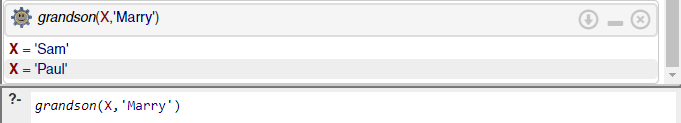 grandson(X,'Marry')
X = 'Sam'
X = 'Paul'
?- grandson(X,'Marry')